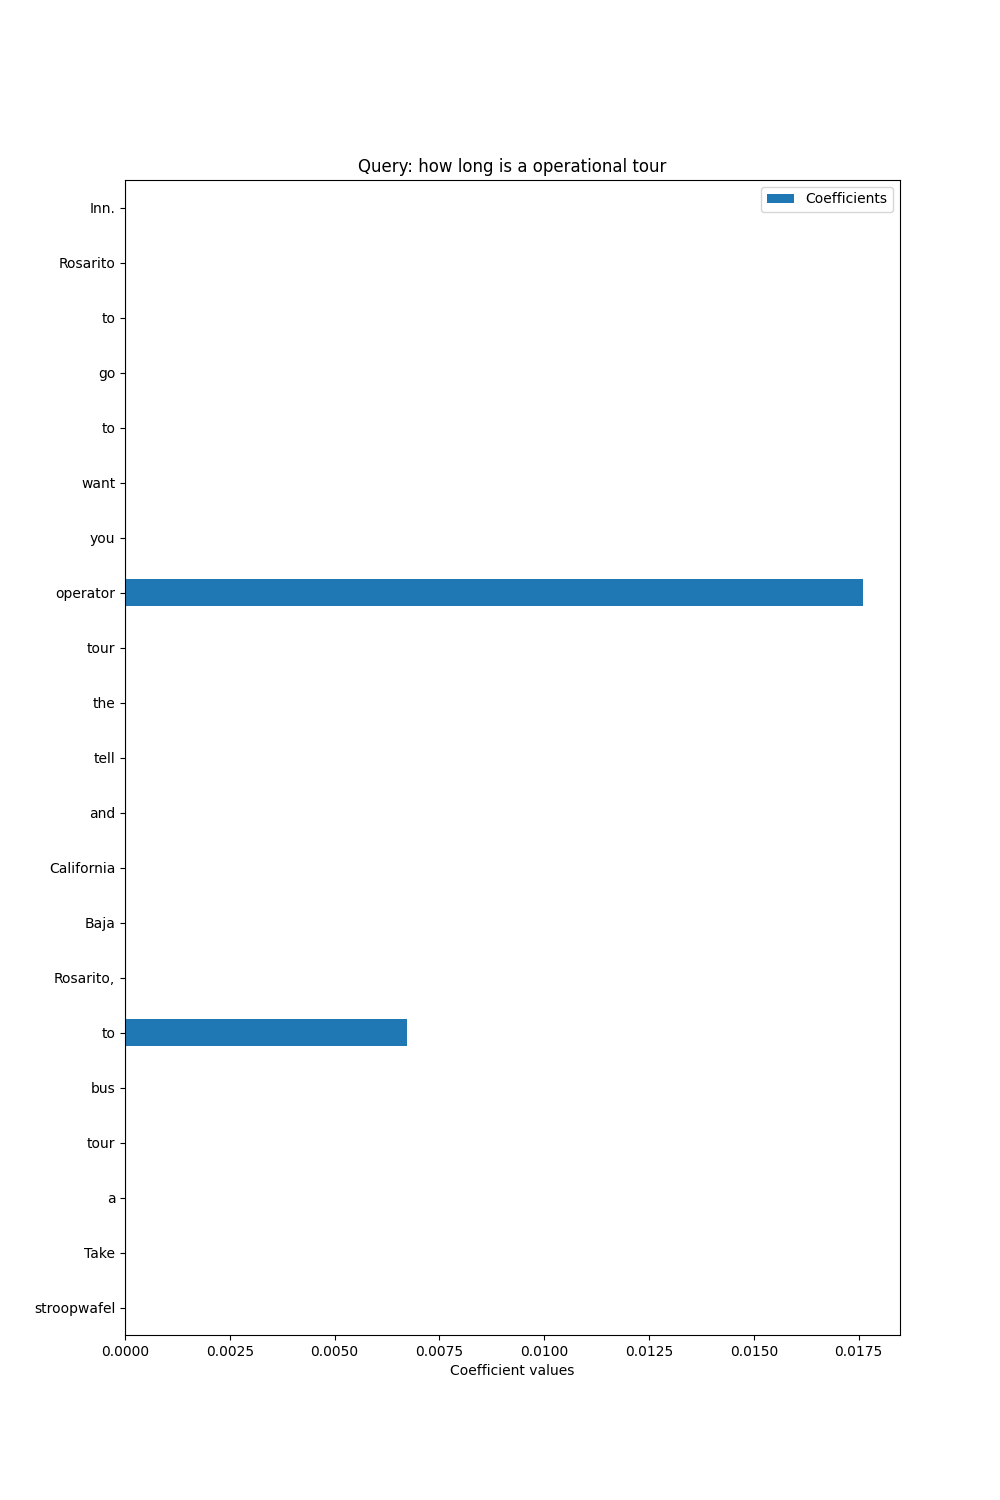 Query: how long is a operational tour
Coefficients
Inn.
Rosarito
to
go
to
want
you
operator
tour
the
tell
and
California
Baja
Rosarito,
to
bus
tour
a
Take
stroopwafel
0.0000 0.0025 0.0050 0.0075 0.0100 0.0125 0.0150 0.0175
Coefficient values